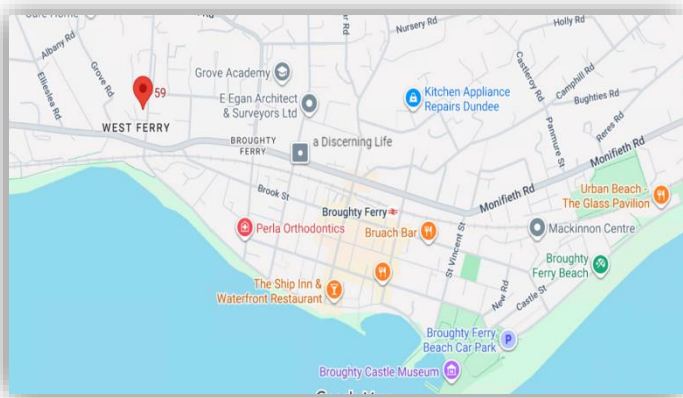 Care Home
Albany Rd
Ellieslea Rd
Grove Rd
59
WEST FERRY
Grove Academy
E Egan Architect
& Surveyors Ltd
BROUGHTY
FERRY
a Discerning Life
Nursery Rd
Kitchen Appliance
Repairs Dundee
Holly Rd
Castleroy Rd
Camphill Rd
Bughties Rd
Panmure St
Reres Rd
Monifieth Rd
Monifieth Rd
Urban Beach -
The Glass Pavilion
Brook St
Broughty Ferry
Perla Orthodontics
Bruach Bar
Mackinnon Centre
St Vincent St
Broughty
Ferry Beach
The Ship Inn &
Waterfront Restaurant
New Rd
Castle St
Broughty Ferry
Beach Car Park
P
Broughty Castle Museum